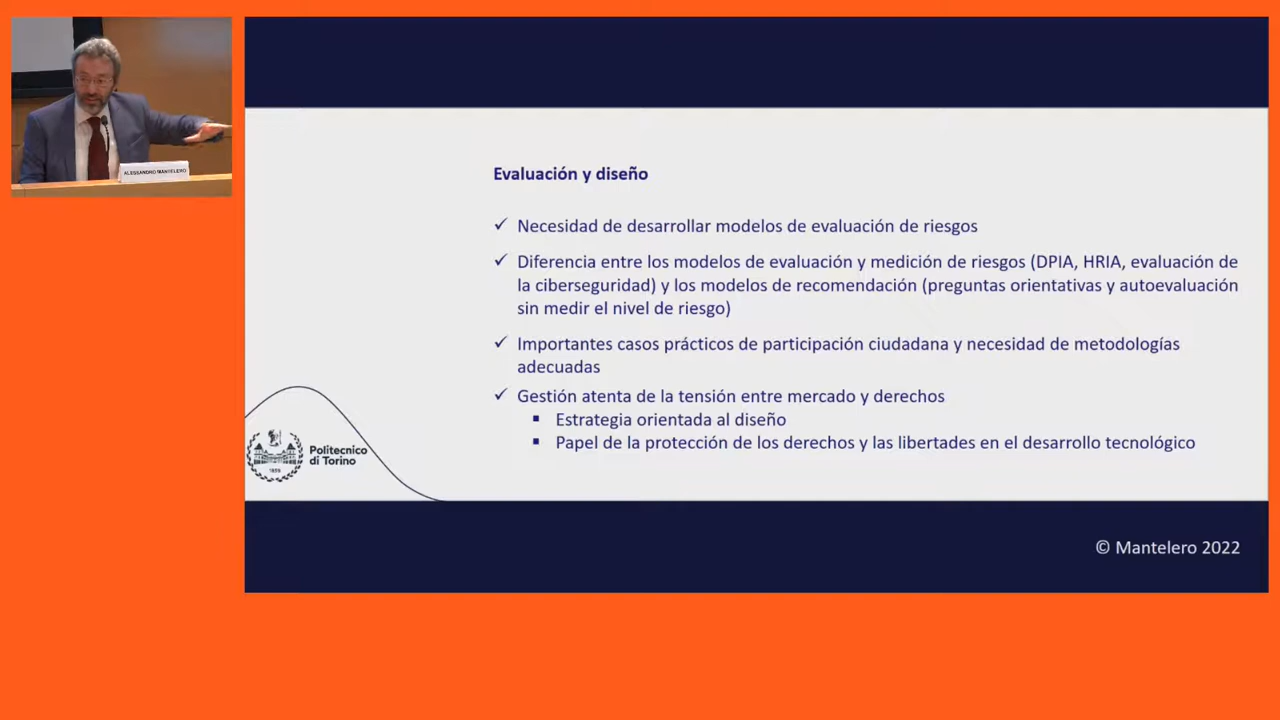 ALESSANDRO MANTELERO
Evaluación y diseño
✓ Necesidad de desarrollar modelos de evaluación de riesgos
✓ Diferencia entre los modelos de evaluación y medición de riesgos (DPIA, HRIA, evaluación de
la ciberseguridad) y los modelos de recomendación (preguntas orientativas y autoevaluación
sin medir el nivel de riesgo)
✓ Importantes casos prácticos de participación ciudadana y necesidad de metodologías
adecuadas
✓ Gestión atenta de la tensión entre mercado y derechos
▪ Estrategia orientada al diseño
▪ Papel de la protección de los derechos y las libertades en el desarrollo tecnológico
Politecnico
di Torino
1859
© Mantelero 2022